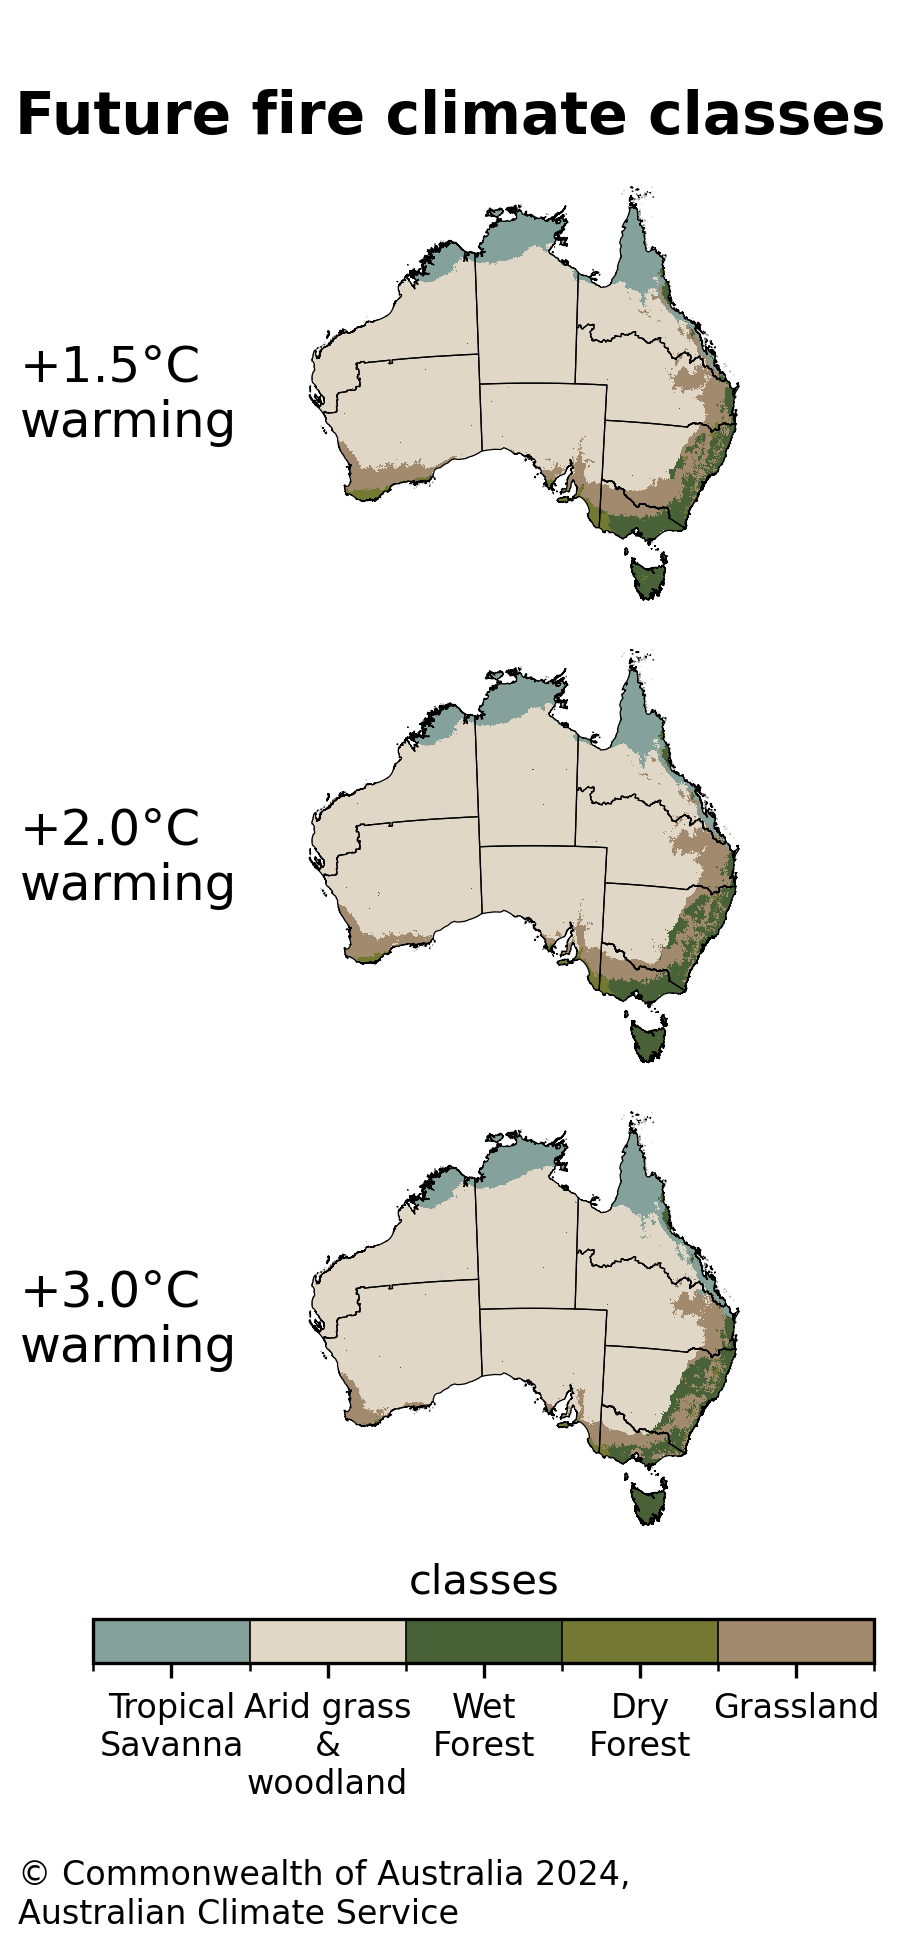 Future fire climate classes
+1.5°C
warming
+2.0°C
warming
+3.0°C
warming
classes
Tropical
Savanna
Arid grass
&
woodland
Wet
Forest
Dry
Forest
Grassland
© Commonwealth of Australia 2024,
Australian Climate Service